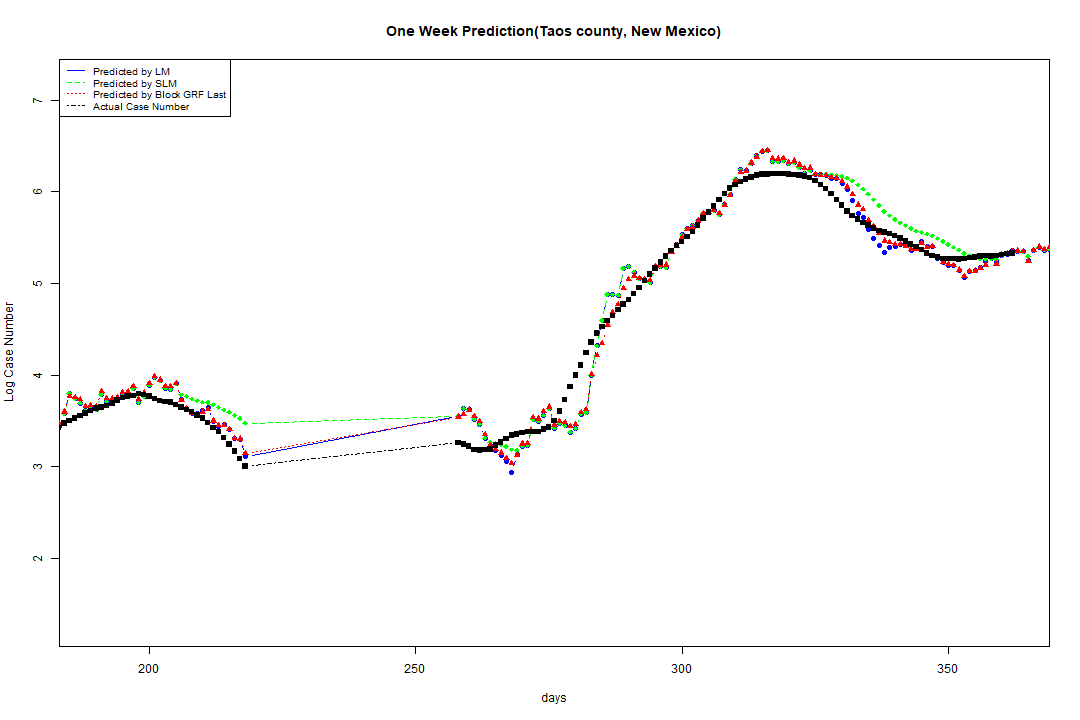 One Week Prediction(Taos county, New Mexico)
Predicted by LM
Predicted by SLM
Predicted by Block GRF Last
Actual Case Number
7
6
5
4
3
2
Log Case Number
200 250 300 350
days